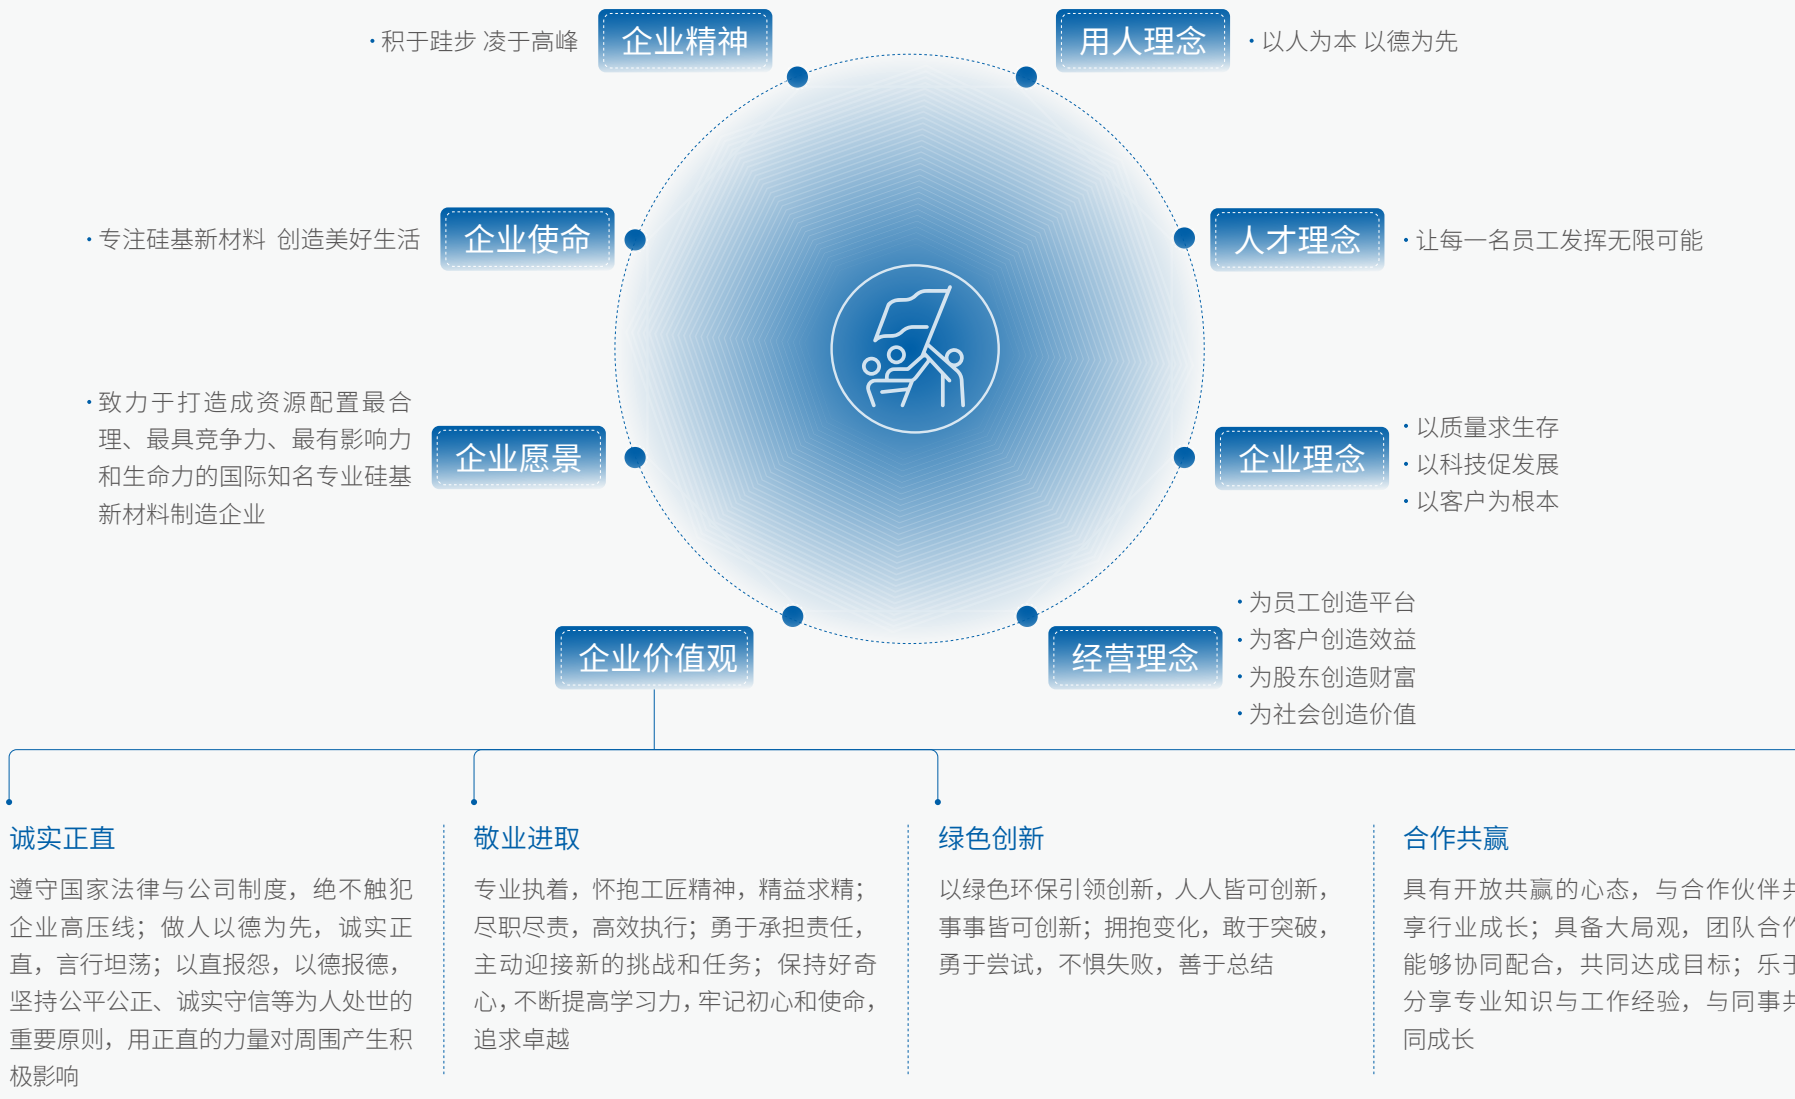 积于跬步 凌于高峰
企业精神
用人理念
以人为本 以德为先
专注硅基新材料 创造美好生活
企业使命
人才理念
让每一名员工发挥无限可能
致力于打造成资源配置最合
理、最具竞争力、最有影响力
和生命力的国际知名专业硅基
新材料制造企业
企业愿景
企业理念
以质量求生存
以科技促发展
以客户为根本
企业价值观
经营理念
为员工创造平台
为客户创造效益
为股东创造财富
为社会创造价值
诚实正直
遵守国家法律与公司制度，绝不触犯
企业高压线；做人以德为先，诚实正
直，言行坦荡；以直报怨，以德报德，
坚持公平公正、诚实守信等为人处世的
重要原则，用正直的力量对周围产生积
极影响
敬业进取
专业执着，怀抱工匠精神，精益求精；
尽职尽责，高效执行；勇于承担责任，
主动迎接新的挑战和任务；保持好奇
心，不断提高学习力，牢记初心和使命，
追求卓越
绿色创新
以绿色环保引领创新，人人皆可创新，
事事皆可创新；拥抱变化，敢于突破，
勇于尝试，不惧失败，善于总结
合作共赢
具有开放共赢的心态，与合作伙伴共
享行业成长；具备大局观，团队合作
能够协同配合，共同达成目标；乐于
分享专业知识与工作经验，与同事共
同成长